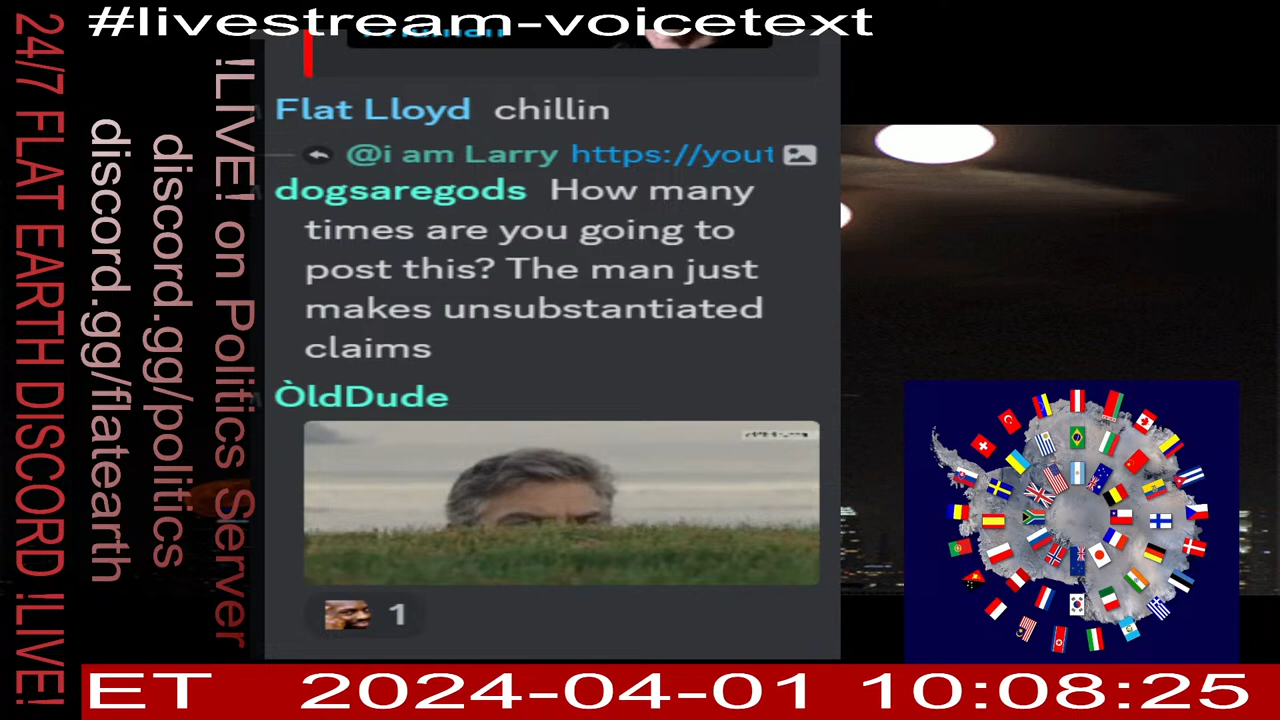 #livestream-voicetext
24/7 FLAT EARTH DISCORD !LIVE!
discord.gg/flatearth
discord.gg/politics
!LIVE! on Politics Server
Flat Lloyd chillin
@i am Larry https://yout
dogsaregods How many
times are you going to
post this? The man just
makes unsubstantiated
claims
ÒldDude
1
ET 2024-04-01 10:08:25